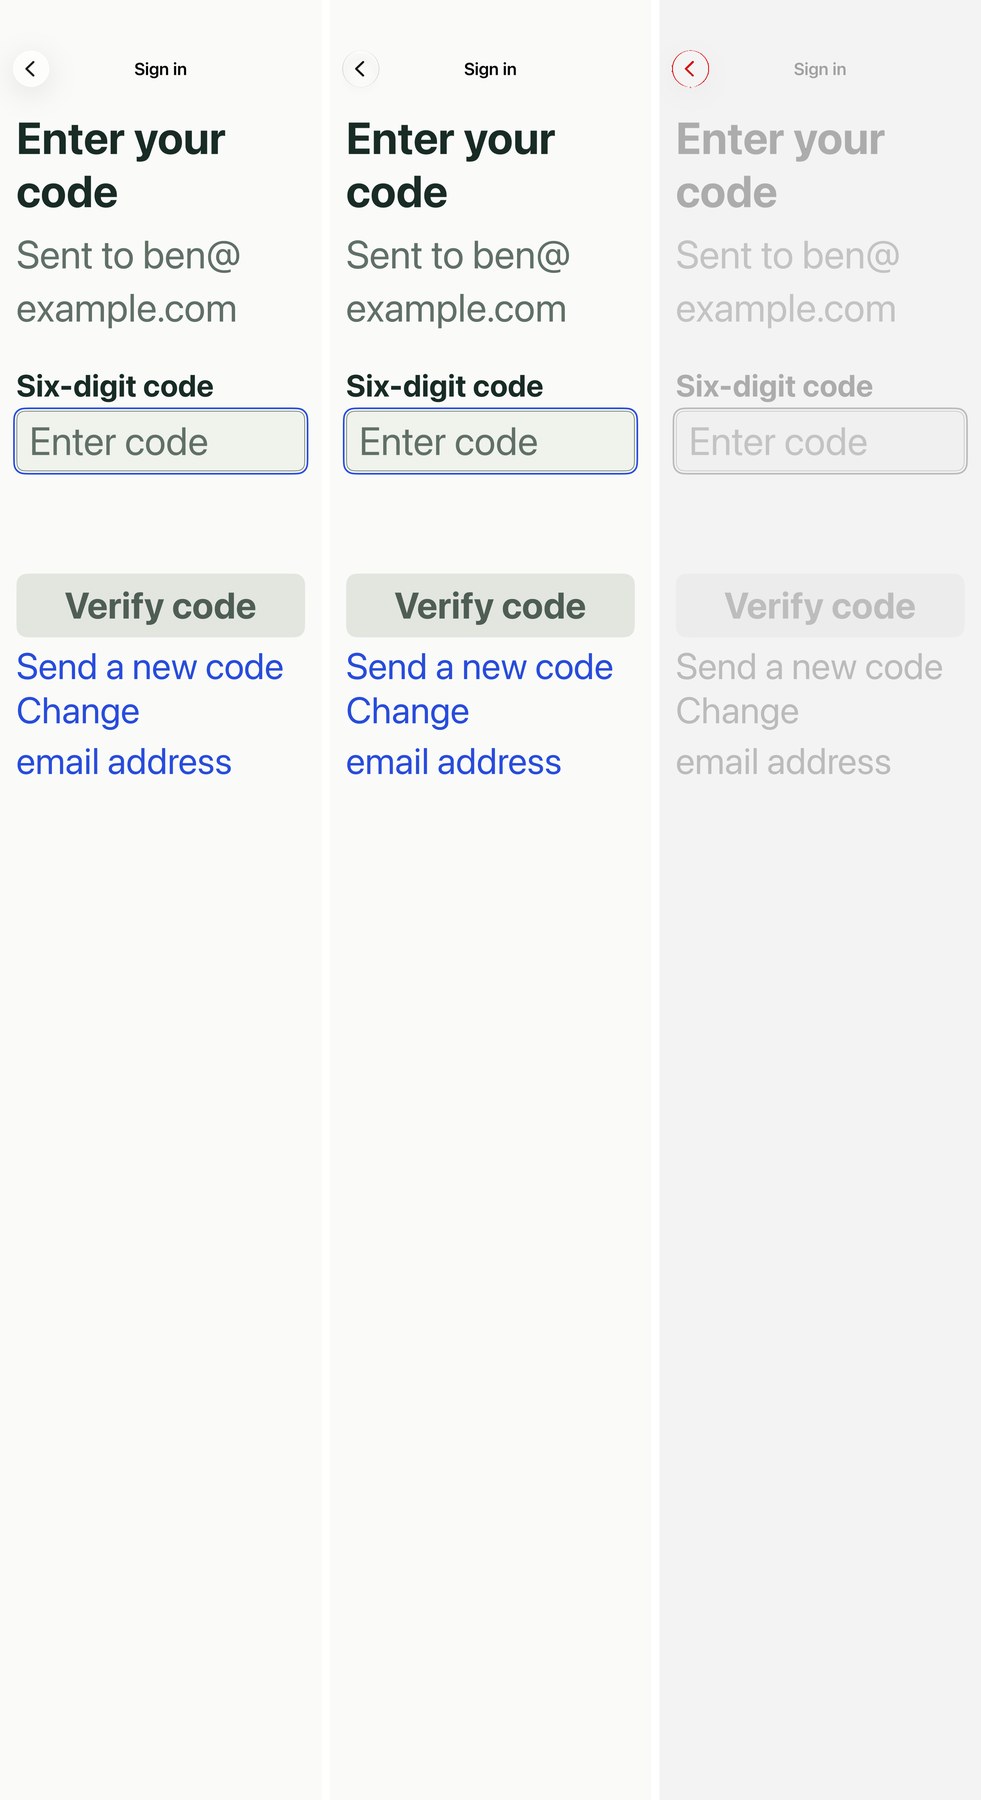 Sign in
Enter your
code
Sent to ben@
example.com
Six-digit code
Enter code
Verify code
Send a new code
Change
email address
Sign in
Enter your
code
Sent to ben@
example.com
Six-digit code
Enter code
Verify code
Send a new code
Change
email address
Sign in
Enter your
code
Sent to ben@
example.com
Six-digit code
Enter code
Verify code
Send a new code
Change
email address